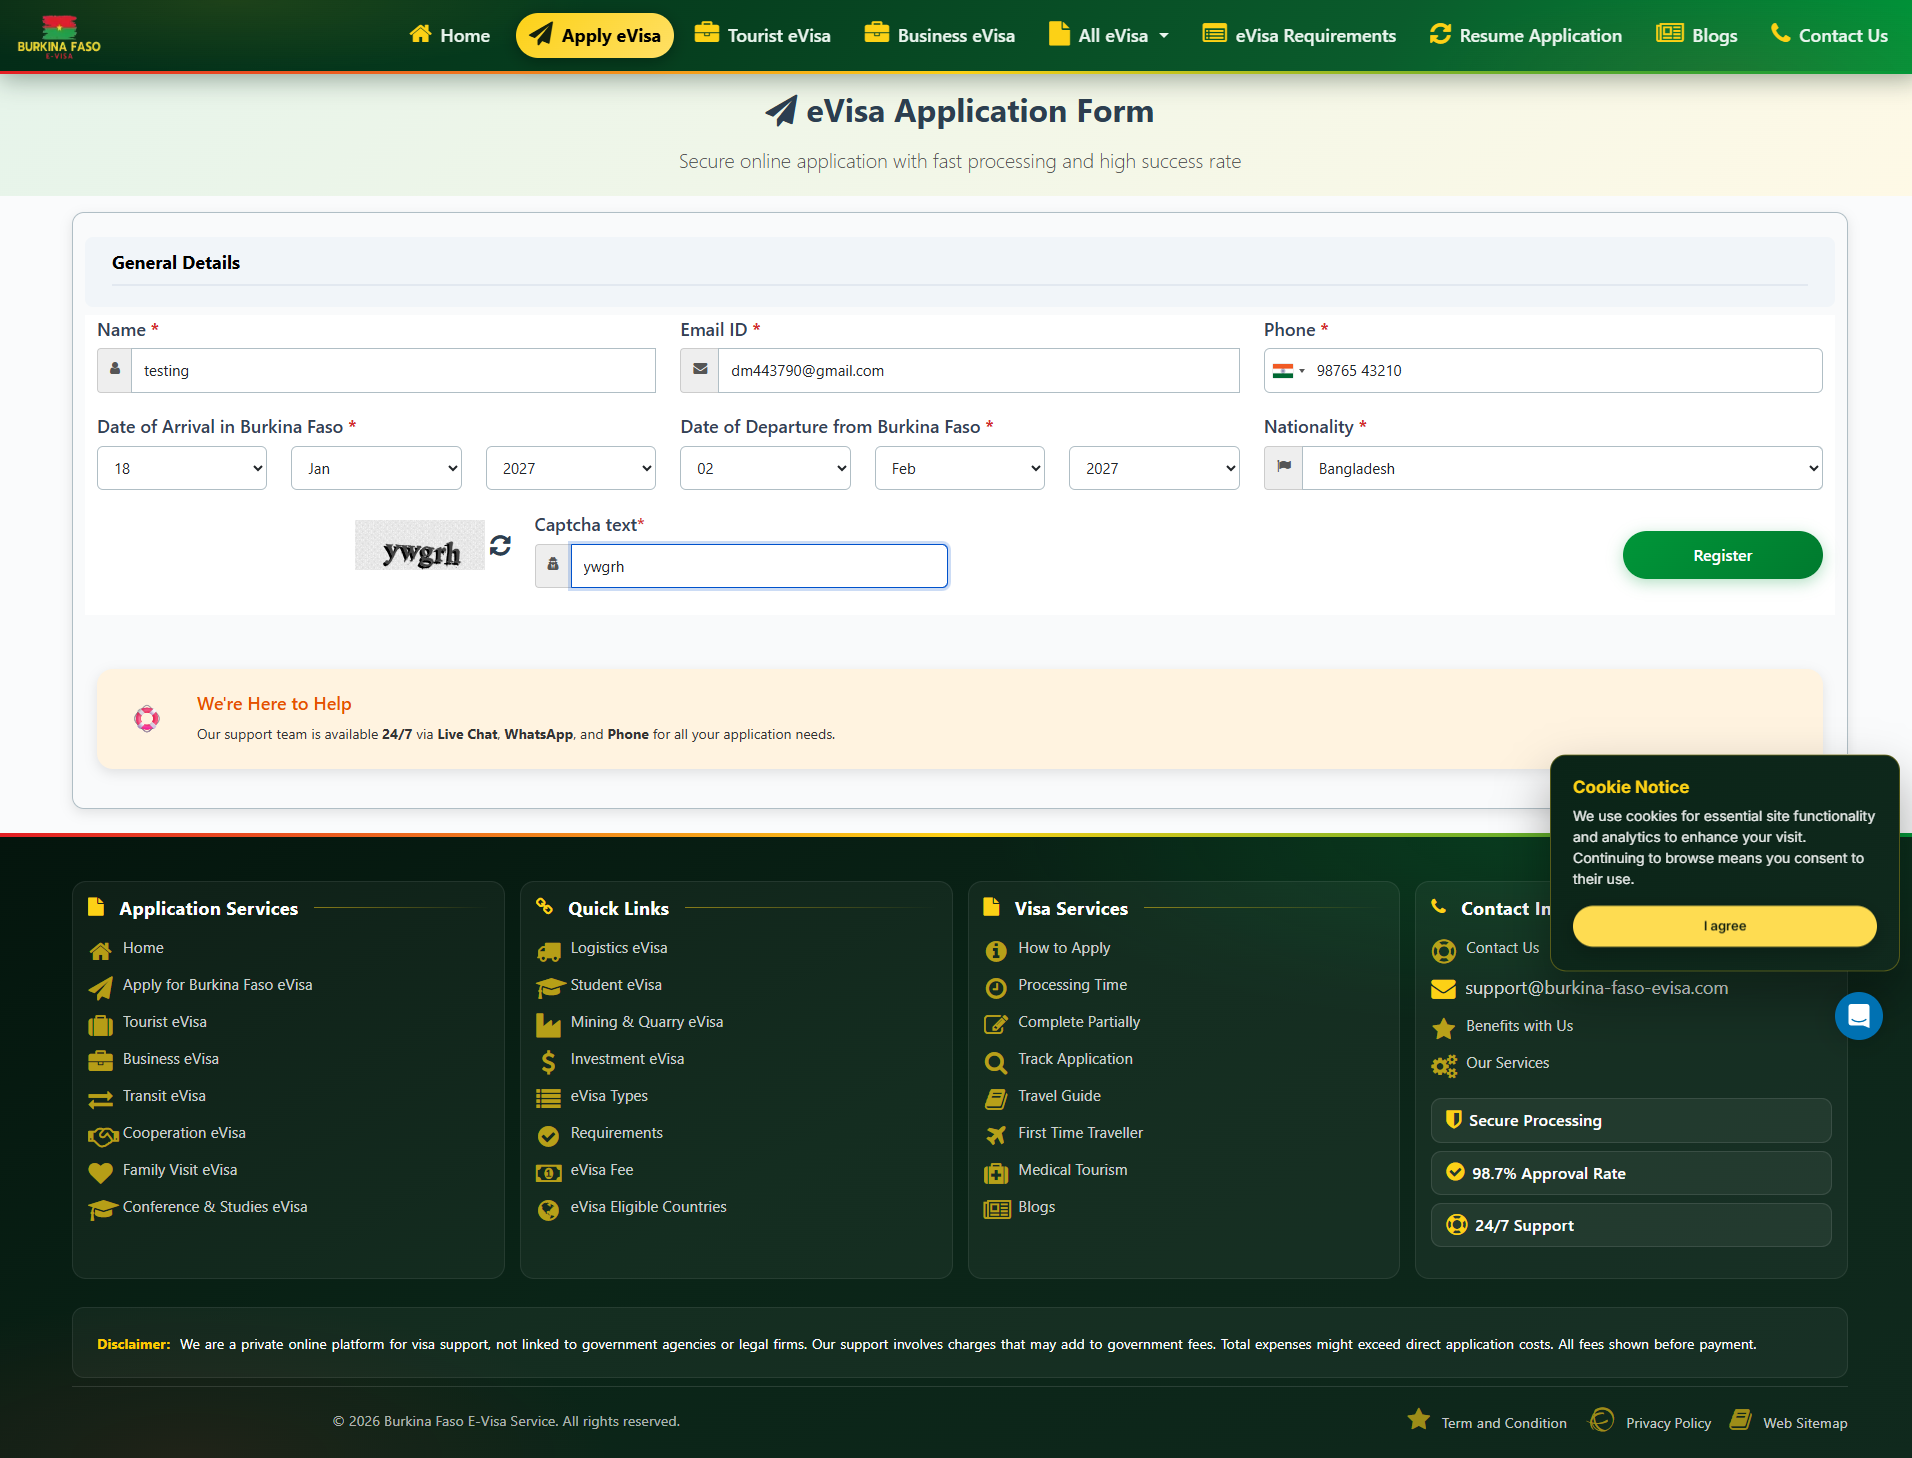 BURKINA FASO
E-VISA
Home
Apply eVisa
Tourist eVisa
Business eVisa
All eVisa
eVisa Requirements
Resume Application
Blogs
Contact Us
eVisa Application Form
Secure online application with fast processing and high success rate
General Details
Name *
Email ID *
Phone *
testing
dm443790@gmail.com
98765 43210
Date of Arrival in Burkina Faso *
Date of Departure from Burkina Faso *
Nationality *
18
Jan
2027
02
Feb
2027
Bangladesh
ywgrh
Captcha text*
ywgrh
Register
We're Here to Help
Our support team is available 24/7 via Live Chat, WhatsApp, and Phone for all your application needs.
Cookie Notice
We use cookies for essential site functionality
and analytics to enhance your visit.
Continuing to browse means you consent to
their use.
I agree
Application Services
Home
Apply for Burkina Faso eVisa
Tourist eVisa
Business eVisa
Transit eVisa
Cooperation eVisa
Family Visit eVisa
Conference & Studies eVisa
Quick Links
Logistics eVisa
Student eVisa
Mining & Quarry eVisa
Investment eVisa
eVisa Types
Requirements
eVisa Fee
eVisa Eligible Countries
Visa Services
How to Apply
Processing Time
Complete Partially
Track Application
Travel Guide
First Time Traveller
Medical Tourism
Blogs
Contact In
Contact Us
support@burkina-faso-evisa.com
Benefits with Us
Our Services
Secure Processing
98.7% Approval Rate
24/7 Support
Disclaimer: We are a private online platform for visa support, not linked to government agencies or legal firms. Our support involves charges that may add to government fees. Total expenses might exceed direct application costs. All fees shown before payment.
© 2026 Burkina Faso E-Visa Service. All rights reserved.
Term and Condition
Privacy Policy
Web Sitemap